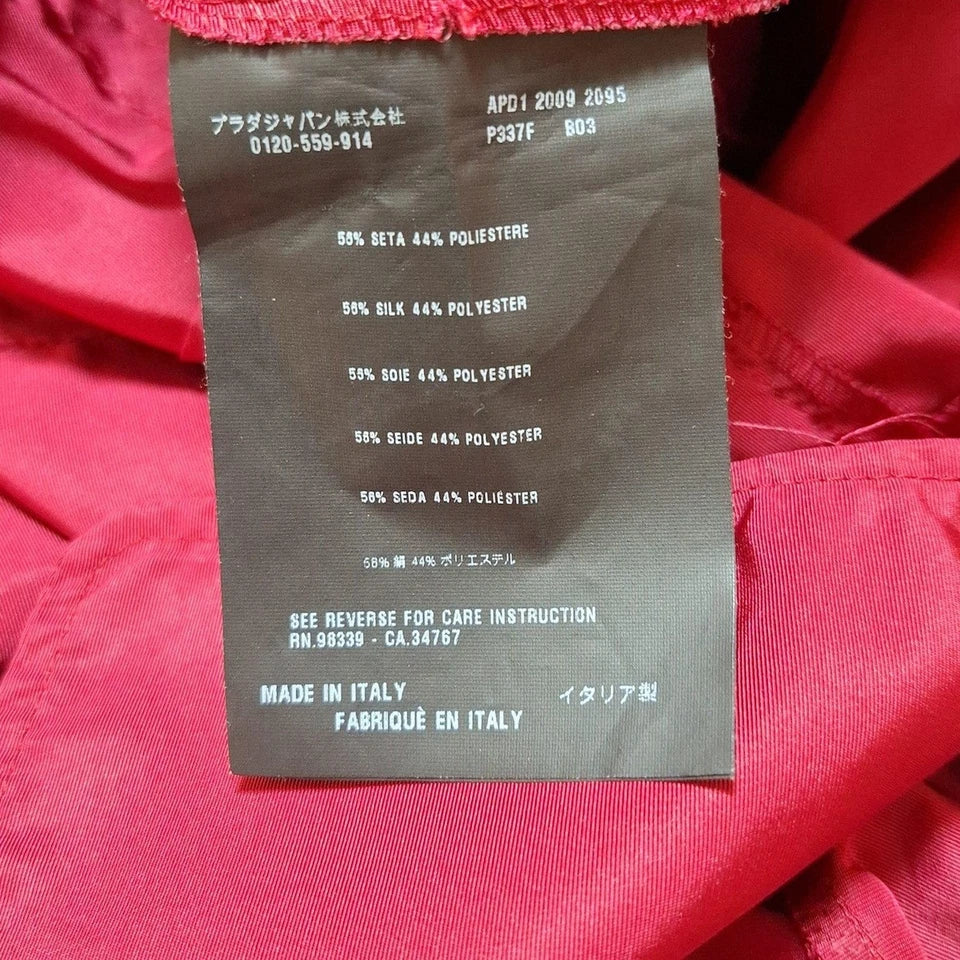 プラダジャパン株式会社
0120-559-914
APD1 2009 2095
P337F B03
56% SETA 44% POLIESTERE
56% SILK 44% POLYESTER
56% SOIE 44% POLYESTER
56% SEIDE 44% POLYESTER
56% SEDA 44% POLIÉSTER
56% 絹 44% ポリエステル
SEE REVERSE FOR CARE INSTRUCTION
RN.98339 - CA.34767
MADE IN ITALY
イタリア製
FABRIQUÈ EN ITALY